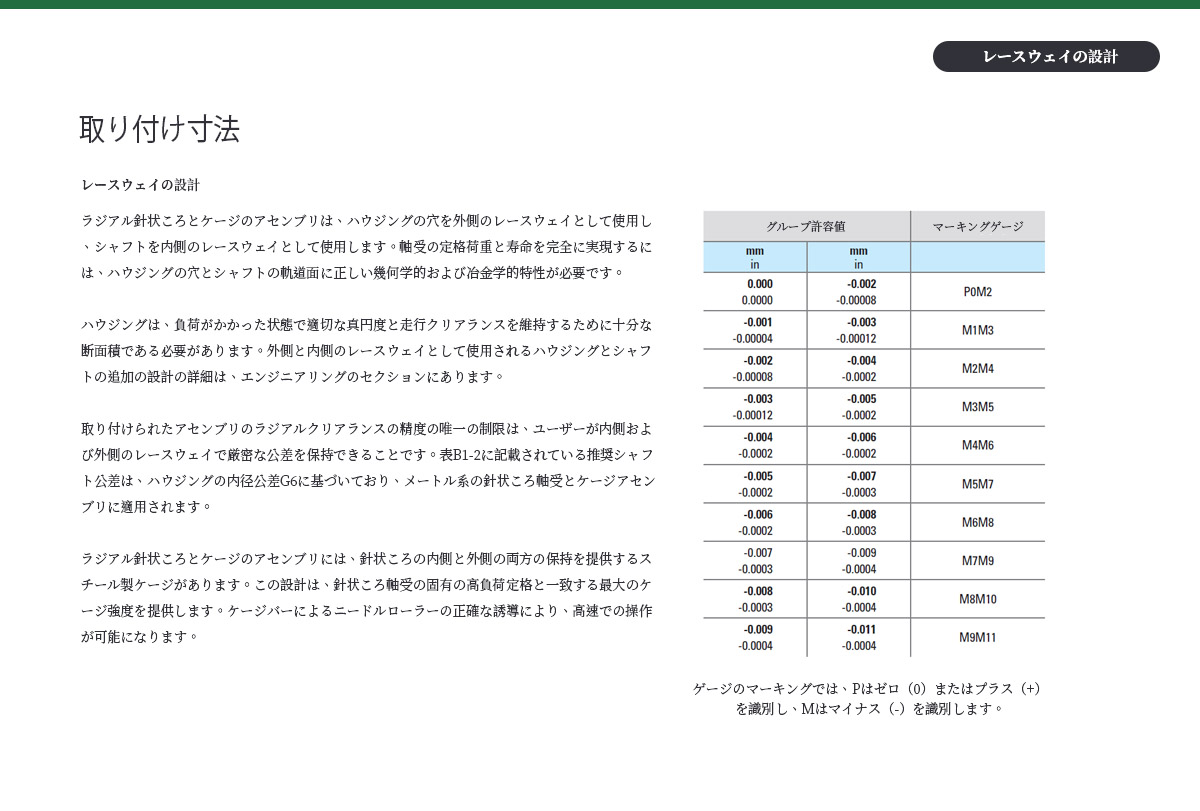 レースウェイの設計
取り付け寸法
レースウェイの設計
ラジアル針状ころとケージのアセンブリは、ハウジングの穴を外側のレースウェイとして使用し
、シャフトを内側のレースウェイとして使用します。軸受の定格荷重と寿命を完全に実現するに
は、ハウジングの穴とシャフトの軌道面に正しい幾何学的および冶金学的特性が必要です。
ハウジングは、負荷がかかった状態で適切な真円度と走行クリアランスを維持するために十分な
断面積である必要があります。外側と内側のレースウェイとして使用されるハウジングとシャフ
トの追加の設計の詳細は、エンジニアリングのセクションにあります。
取り付けられたアセンブリのラジアルクリアランスの精度の唯一の制限は、ユーザーが内側およ
び外側のレースウェイで厳密な公差を保持できることです。表B1-2に記載されている推奨シャフ
ト公差は、ハウジングの内径公差G6に基づいており、メートル系の針状ころ軸受とケージアセン
ブリに適用されます。
ラジアル針状ころとケージのアセンブリには、針状ころの内側と外側の両方の保持を提供するス
チール製ケージがあります。この設計は、針状ころ軸受の固有の高負荷定格と一致する最大のケ
ージ強度を提供します。ケージバーによるニードルローラーの正確な誘導により、高速での操作
が可能になります。
グループ許容値 マーキングゲージ
mm mm
in in
0.000 -0.002 P0M2
0.0000 -0.00008
-0.001 -0.003 M1M3
-0.00004 -0.00012
-0.002 -0.004 M2M4
-0.00008 -0.0002
-0.003 -0.005 M3M5
-0.00012 -0.0002
-0.004 -0.006 M4M6
-0.0002 -0.0002
-0.005 -0.007 M5M7
-0.0002 -0.0003
-0.006 -0.008 M6M8
-0.0002 -0.0003
-0.007 -0.009 M7M9
-0.0003 -0.0004
-0.008 -0.010 M8M10
-0.0003 -0.0004
-0.009 -0.011 M9M11
-0.0004 -0.0004
ゲージのマーキングでは、Pはゼロ（0）またはプラス（+）
を識別し、Mはマイナス（-）を識別します。